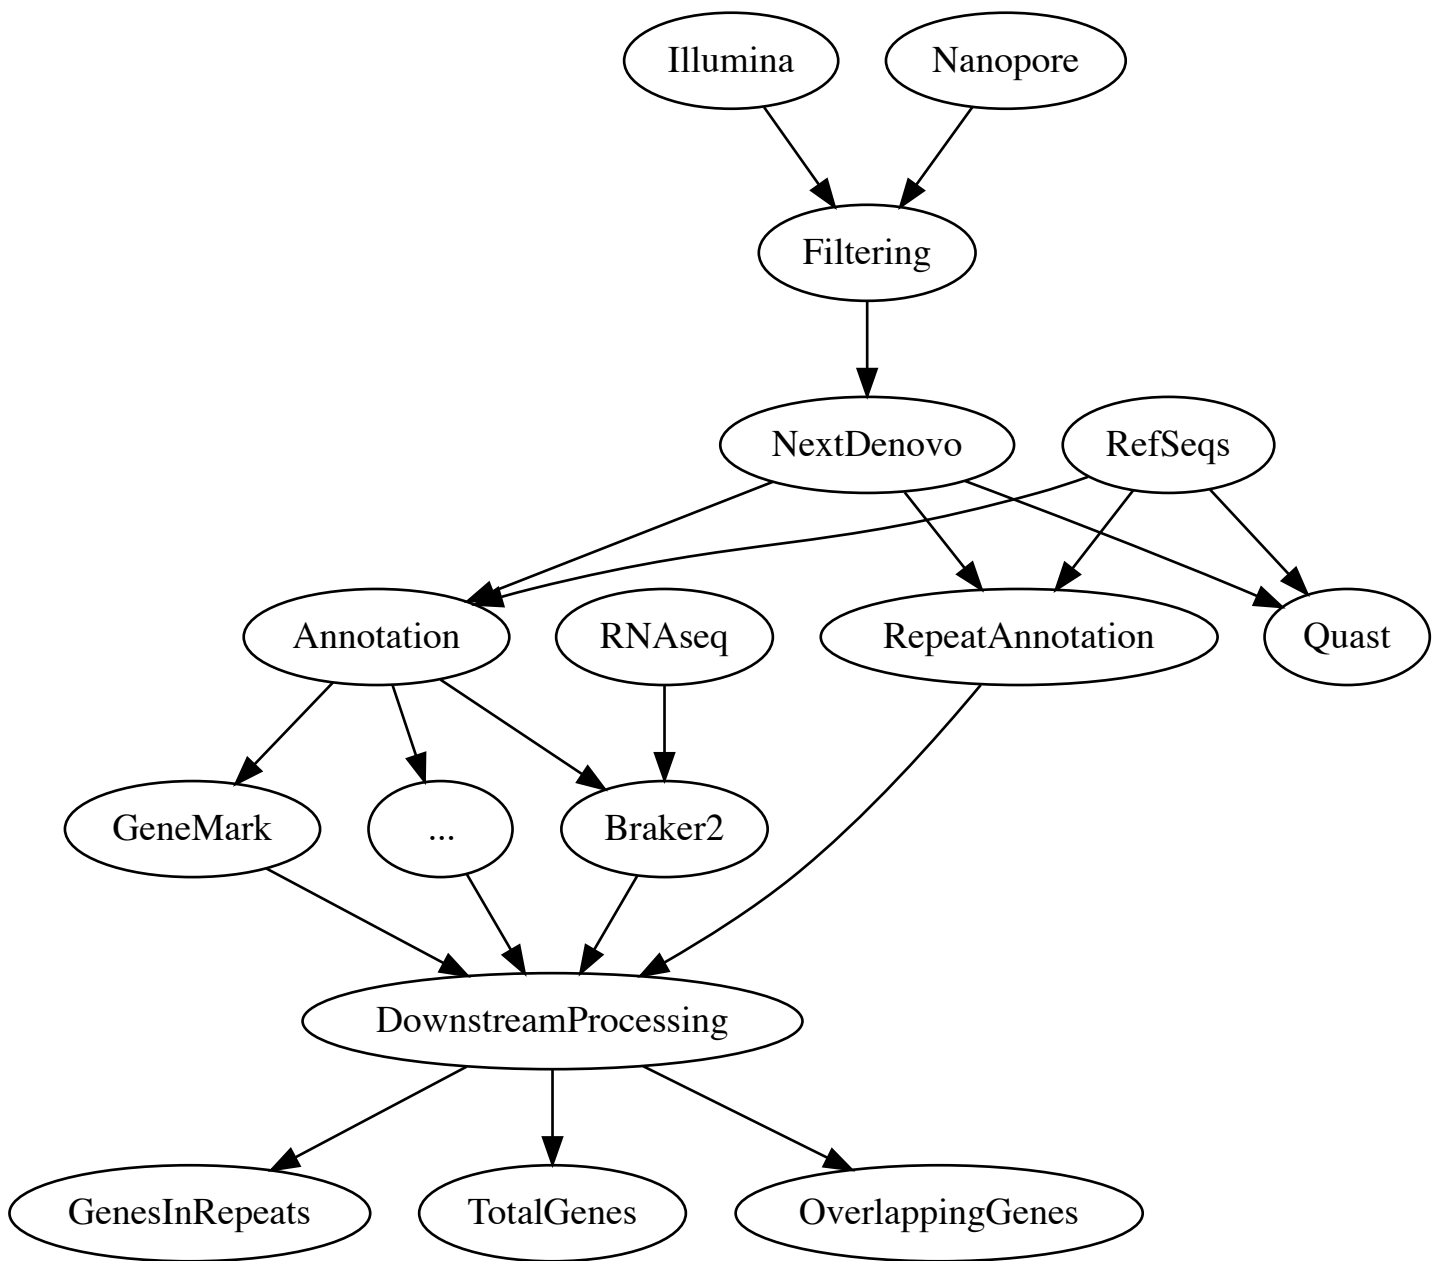 Illumina
Nanopore
Filtering
NextDenovo
RefSeqs
Annotation
RNAseq
RepeatAnnotation
Quast
GeneMark
...
Braker2
DownstreamProcessing
GenesInRepeats
TotalGenes
OverlappingGenes